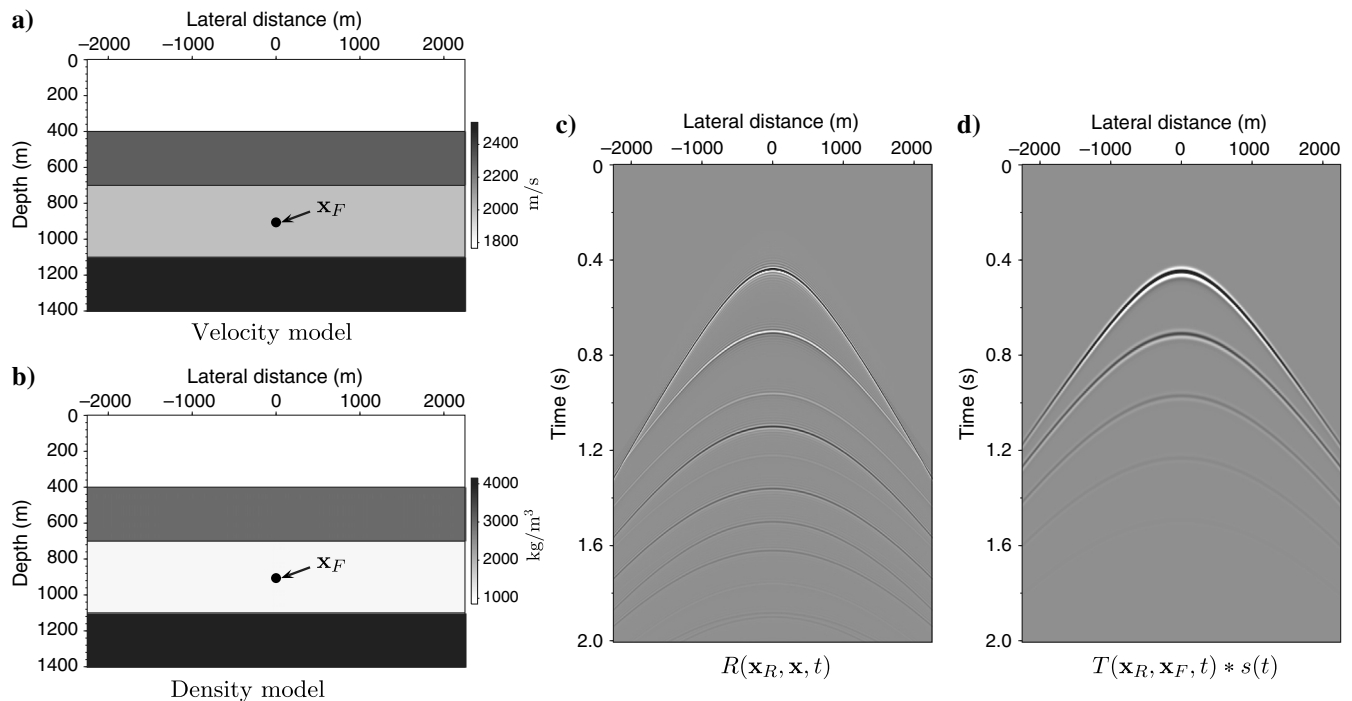 a)
Lateral distance (m)
−2000 −1000 0 1000 2000
0
200
400
600
800
1000
1200
1400
Depth (m)
x_F
2400
2200
2000
1800
m/s
Velocity model
b)
Lateral distance (m)
−2000 −1000 0 1000 2000
0
200
400
600
800
1000
1200
1400
Depth (m)
x_F
4000
3000
2000
1000
kg/m³
Density model
c)
Lateral distance (m)
−2000 −1000 0 1000 2000
0
0.4
0.8
1.2
1.6
2.0
Time (s)
R(x_R, x, t)
d)
Lateral distance (m)
−2000 −1000 0 1000 2000
0
0.4
0.8
1.2
1.6
2.0
Time (s)
T(x_R, x_F, t) ∗ s(t)